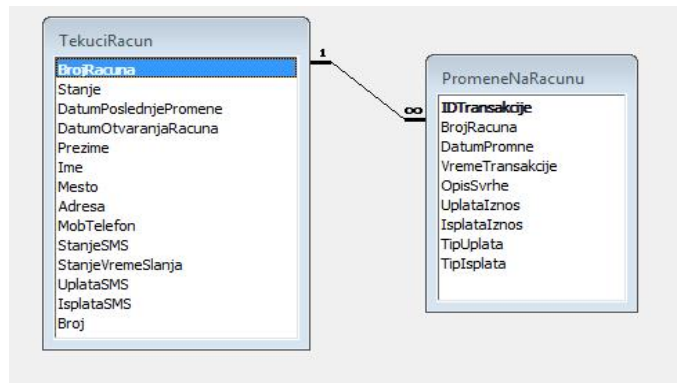 TekuciRacun
BrojRacuna
Stanje
DatumPoslednjePromene
DatumOtvaranjaRacuna
Prezime
Ime
Mesto
Adresa
MobTelefon
StanjeSMS
StanjeVremeSlanja
UplataSMS
IsplataSMS
Broj
1
∞
PromeneNaRacunu
IDTransakcije
BrojRacuna
DatumPromne
VremeTransakcije
OpisSvrhe
UplataIznos
IsplataIznos
TipUplata
TipIsplata